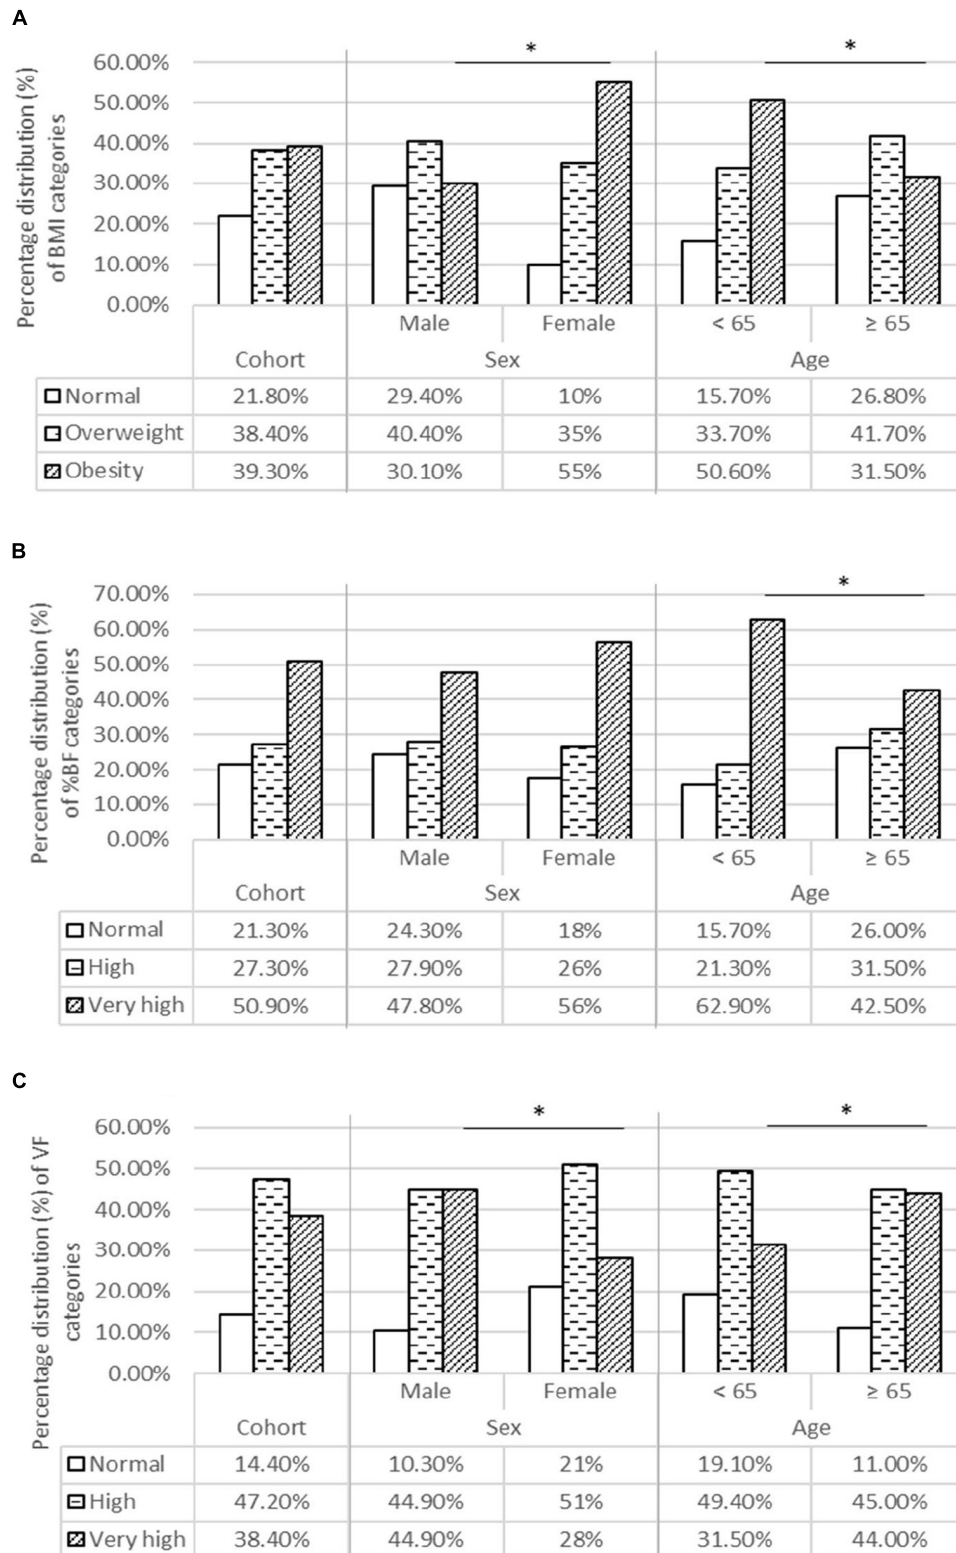 A
*
*
60.00%
50.00%
40.00%
30.00%
20.00%
10.00%
0.00%
Percentage distribution (%)
of BMI categories
Male Female < 65 ≥ 65
Cohort Sex Age
Normal 21.80% 29.40% 10% 15.70% 26.80%
Overweight 38.40% 40.40% 35% 33.70% 41.70%
Obesity 39.30% 30.10% 55% 50.60% 31.50%
B
*
70.00%
60.00%
50.00%
40.00%
30.00%
20.00%
10.00%
0.00%
Percentage distribution (%)
of %BF categories
Male Female < 65 ≥ 65
Cohort Sex Age
Normal 21.30% 24.30% 18% 15.70% 26.00%
High 27.30% 27.90% 26% 21.30% 31.50%
Very high 50.90% 47.80% 56% 62.90% 42.50%
C
*
*
60.00%
50.00%
40.00%
30.00%
20.00%
10.00%
0.00%
Percentage distribution (%) of VF
categories
Male Female < 65 ≥ 65
Cohort Sex Age
Normal 14.40% 10.30% 21% 19.10% 11.00%
High 47.20% 44.90% 51% 49.40% 45.00%
Very high 38.40% 44.90% 28% 31.50% 44.00%